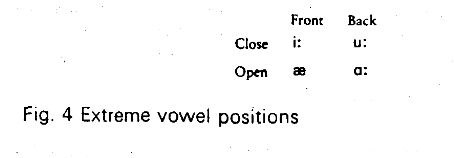 Front Back
Close i: u:
Open æ ɑ:
Fig. 4 Extreme vowel positions